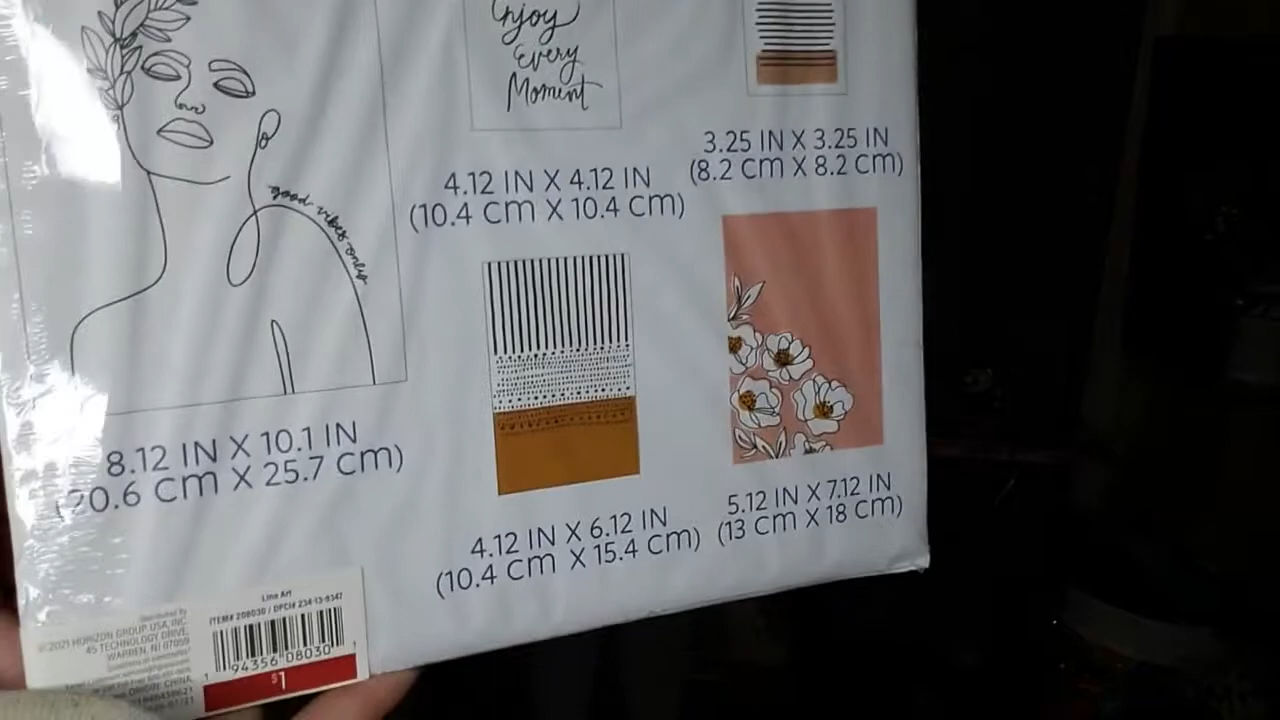 Enjoy
Every
Moment
good vibes only
3.25 IN X 3.25 IN
(8.2 cm X 8.2 cm)
4.12 IN X 4.12 IN
(10.4 cm X 10.4 cm)
8.12 IN X 10.1 IN
(20.6 cm X 25.7 cm)
4.12 IN X 6.12 IN
(10.4 cm X 15.4 cm)
5.12 IN X 7.12 IN
(13 cm X 18 cm)
Distributed by
© 2021 HORIZON GROUP USA, INC.
45 TECHNOLOGY DRIVE,
WARREN, NJ 07059
ORIGIN: CHINA
Line Art
ITEM# 208030 / DPCI# 234-13-9347
1 94356 08030 1
$1